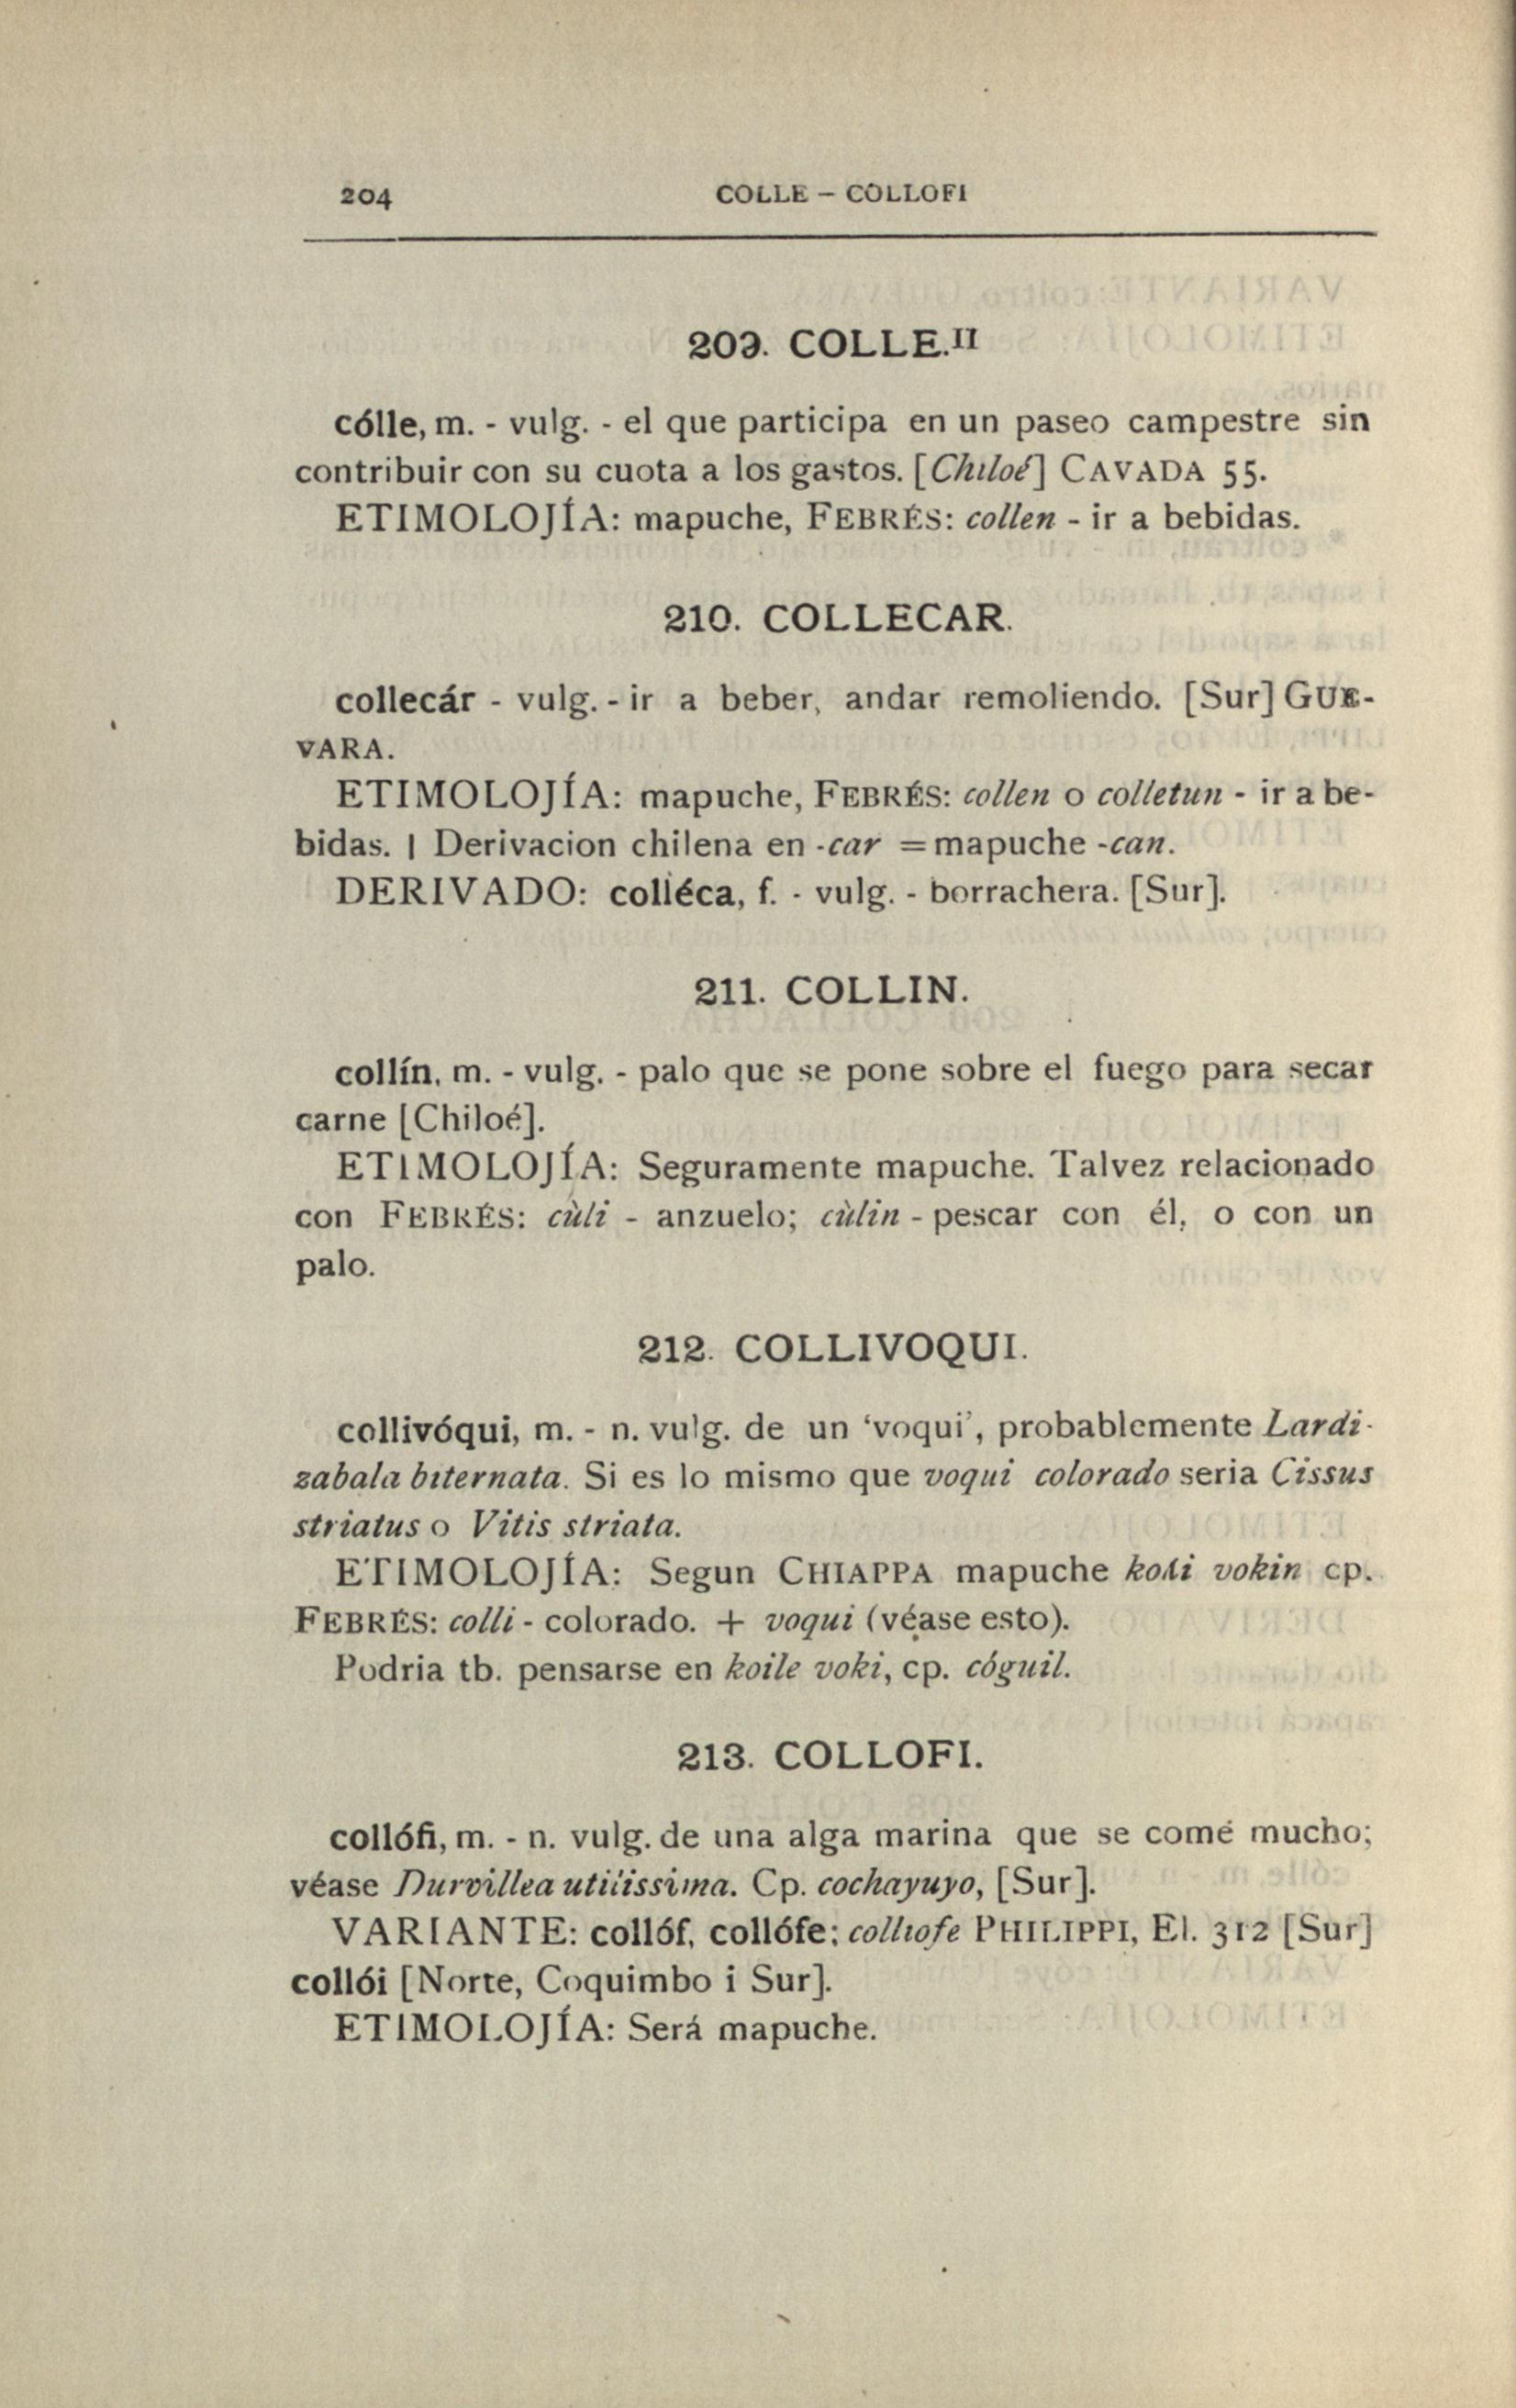 204 COLLE – COLLOFI
209. COLLE.II
cólle, m. - vulg. - el que participa en un paseo campestre sin
contribuir con su cuota a los gastos. [Chiloé] CAVADA 55.
ETIMOLOJÍA: mapuche, FEBRÉS: collen - ir a bebidas.
210. COLLECAR.
collecár - vulg. - ir a beber, andar remoliendo. [Sur] GUE-
VARA.
ETIMOLOJÍA: mapuche, FEBRÉS: collen o colletun - ir a be-
bidas. | Derivacion chilena en -car = mapuche -can.
DERIVADO: colléca, f. - vulg. - borrachera. [Sur].
211. COLLIN.
collín, m. - vulg. - palo que se pone sobre el fuego para secar
carne [Chiloé].
ETIMOLOJÍA: Seguramente mapuche. Talvez relacionado
con FEBRÉS: cùli - anzuelo; cùlin - pescar con él, o con un
palo.
212. COLLIVOQUI.
collivóqui, m. - n. vulg. de un ‘voqui’, probablemente Lardi-
zabala biternata. Si es lo mismo que voqui colorado seria Cissus
striatus o Vitis striata.
ETIMOLOJÍA: Segun CHIAPPA mapuche koʎi vokin cp.
FEBRÉS: colli - colorado. + voqui (véase esto).
Podria tb. pensarse en koile voki, cp. cóguil.
213. COLLOFI.
collófi, m. - n. vulg. de una alga marina que se come mucho;
véase Durvillea utilissima. Cp. cochayuyo, [Sur].
VARIANTE: collóf, collófe; colliofe PHILIPPI, El. 312 [Sur]
collói [Norte, Coquimbo i Sur].
ETIMOLOJÍA: Será mapuche.